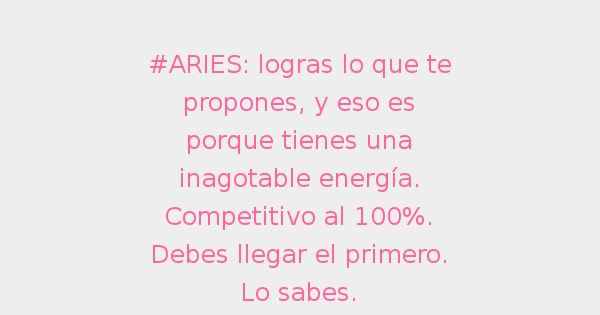 #ARIES: logras lo que te
propones, y eso es
porque tienes una
inagotable energía.
Competitivo al 100%.
Debes llegar el primero.
Lo sabes.